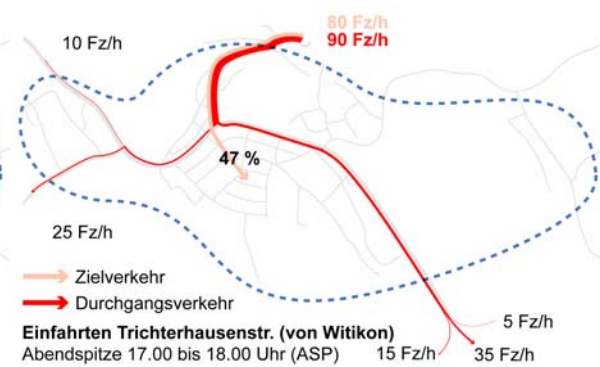 80 Fz/h
90 Fz/h
10 Fz/h
47 %
25 Fz/h
Zielverkehr
Durchgangsverkehr
Einfahrten Trichterhausenstr. (von Witikon)
Abendspitze 17.00 bis 18.00 Uhr (ASP)
5 Fz/h
15 Fz/h
35 Fz/h